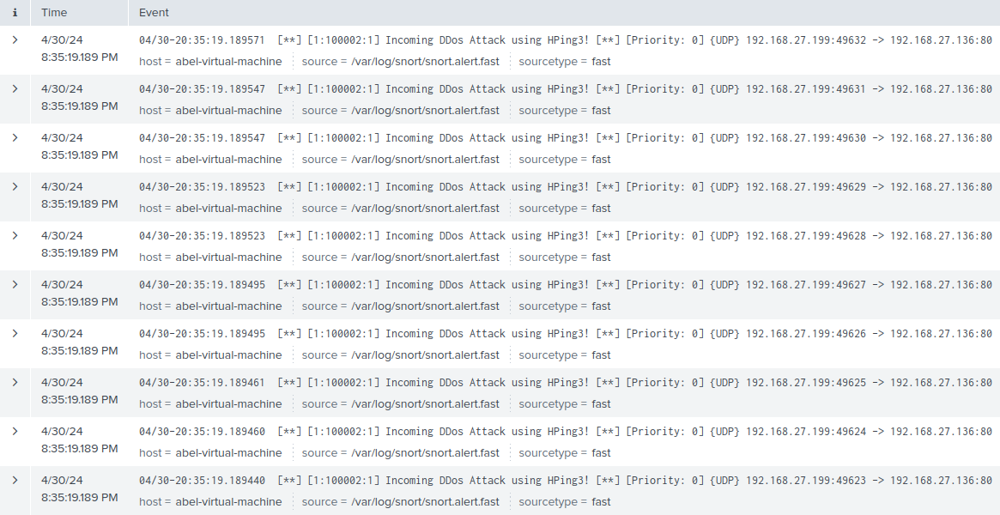 i Time Event
4/30/24 04/30-20:35:19.189571 [**] [1:100002:1] Incoming DDos Attack using HPing3! [**] [Priority: 0] {UDP} 192.168.27.199:49632 -> 192.168.27.136:80
8:35:19.189 PM host = abel-virtual-machine source = /var/log/snort/snort.alert.fast sourcetype = fast
4/30/24 04/30-20:35:19.189547 [**] [1:100002:1] Incoming DDos Attack using HPing3! [**] [Priority: 0] {UDP} 192.168.27.199:49631 -> 192.168.27.136:80
8:35:19.189 PM host = abel-virtual-machine source = /var/log/snort/snort.alert.fast sourcetype = fast
4/30/24 04/30-20:35:19.189547 [**] [1:100002:1] Incoming DDos Attack using HPing3! [**] [Priority: 0] {UDP} 192.168.27.199:49630 -> 192.168.27.136:80
8:35:19.189 PM host = abel-virtual-machine source = /var/log/snort/snort.alert.fast sourcetype = fast
4/30/24 04/30-20:35:19.189523 [**] [1:100002:1] Incoming DDos Attack using HPing3! [**] [Priority: 0] {UDP} 192.168.27.199:49629 -> 192.168.27.136:80
8:35:19.189 PM host = abel-virtual-machine source = /var/log/snort/snort.alert.fast sourcetype = fast
4/30/24 04/30-20:35:19.189523 [**] [1:100002:1] Incoming DDos Attack using HPing3! [**] [Priority: 0] {UDP} 192.168.27.199:49628 -> 192.168.27.136:80
8:35:19.189 PM host = abel-virtual-machine source = /var/log/snort/snort.alert.fast sourcetype = fast
4/30/24 04/30-20:35:19.189495 [**] [1:100002:1] Incoming DDos Attack using HPing3! [**] [Priority: 0] {UDP} 192.168.27.199:49627 -> 192.168.27.136:80
8:35:19.189 PM host = abel-virtual-machine source = /var/log/snort/snort.alert.fast sourcetype = fast
4/30/24 04/30-20:35:19.189495 [**] [1:100002:1] Incoming DDos Attack using HPing3! [**] [Priority: 0] {UDP} 192.168.27.199:49626 -> 192.168.27.136:80
8:35:19.189 PM host = abel-virtual-machine source = /var/log/snort/snort.alert.fast sourcetype = fast
4/30/24 04/30-20:35:19.189461 [**] [1:100002:1] Incoming DDos Attack using HPing3! [**] [Priority: 0] {UDP} 192.168.27.199:49625 -> 192.168.27.136:80
8:35:19.189 PM host = abel-virtual-machine source = /var/log/snort/snort.alert.fast sourcetype = fast
4/30/24 04/30-20:35:19.189460 [**] [1:100002:1] Incoming DDos Attack using HPing3! [**] [Priority: 0] {UDP} 192.168.27.199:49624 -> 192.168.27.136:80
8:35:19.189 PM host = abel-virtual-machine source = /var/log/snort/snort.alert.fast sourcetype = fast
4/30/24 04/30-20:35:19.189440 [**] [1:100002:1] Incoming DDos Attack using HPing3! [**] [Priority: 0] {UDP} 192.168.27.199:49623 -> 192.168.27.136:80
8:35:19.189 PM host = abel-virtual-machine source = /var/log/snort/snort.alert.fast sourcetype = fast